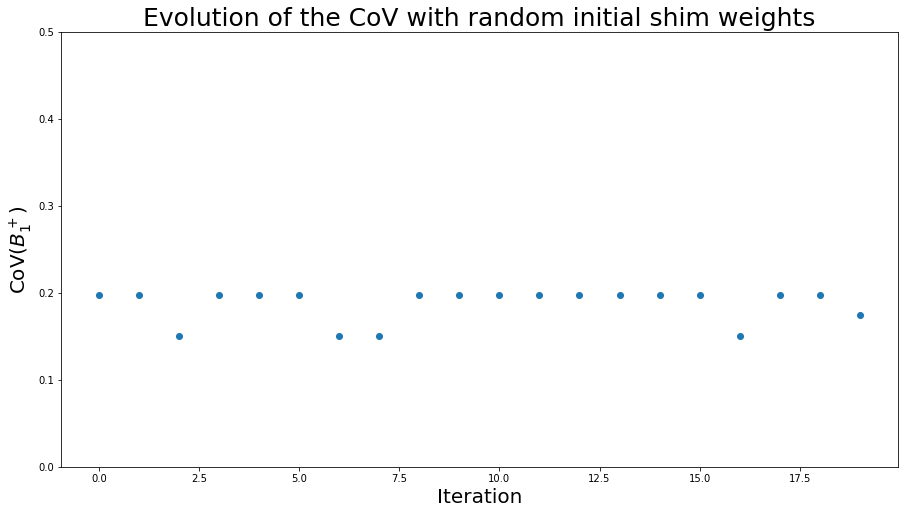 Evolution of the CoV with random initial shim weights
0.5
0.4
0.3
0.2
0.1
0.0
CoV(B₁⁺)
0.0 2.5 5.0 7.5 10.0 12.5 15.0 17.5
Iteration